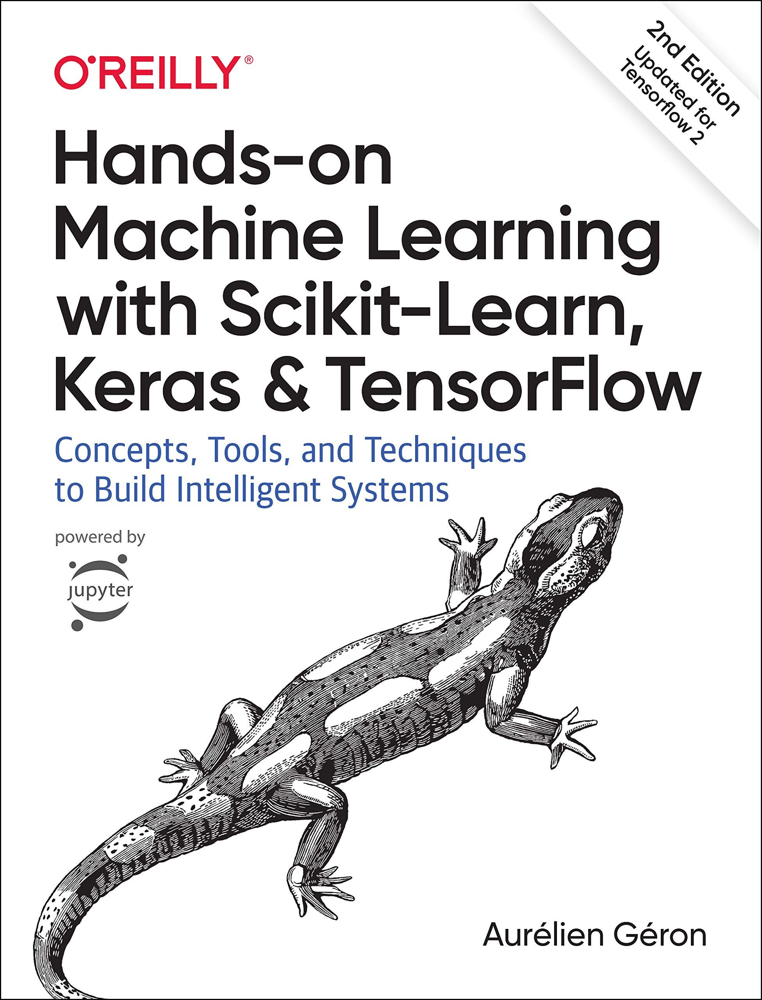 O'REILLY®
2nd Edition
Updated for
Tensorflow 2
Hands-on
Machine Learning
with Scikit-Learn,
Keras & TensorFlow
Concepts, Tools, and Techniques
to Build Intelligent Systems
powered by
jupyter
Aurélien Géron